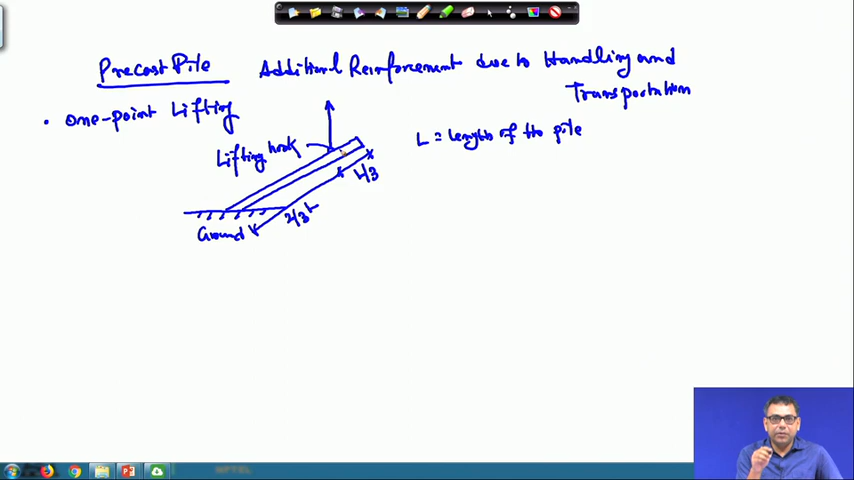 Precast Pile Additional Reinforcement due to Handling and
Transportation
• One-point Lifting
Lifting hook
L = length of the pile
L/3
2/3 L
Ground